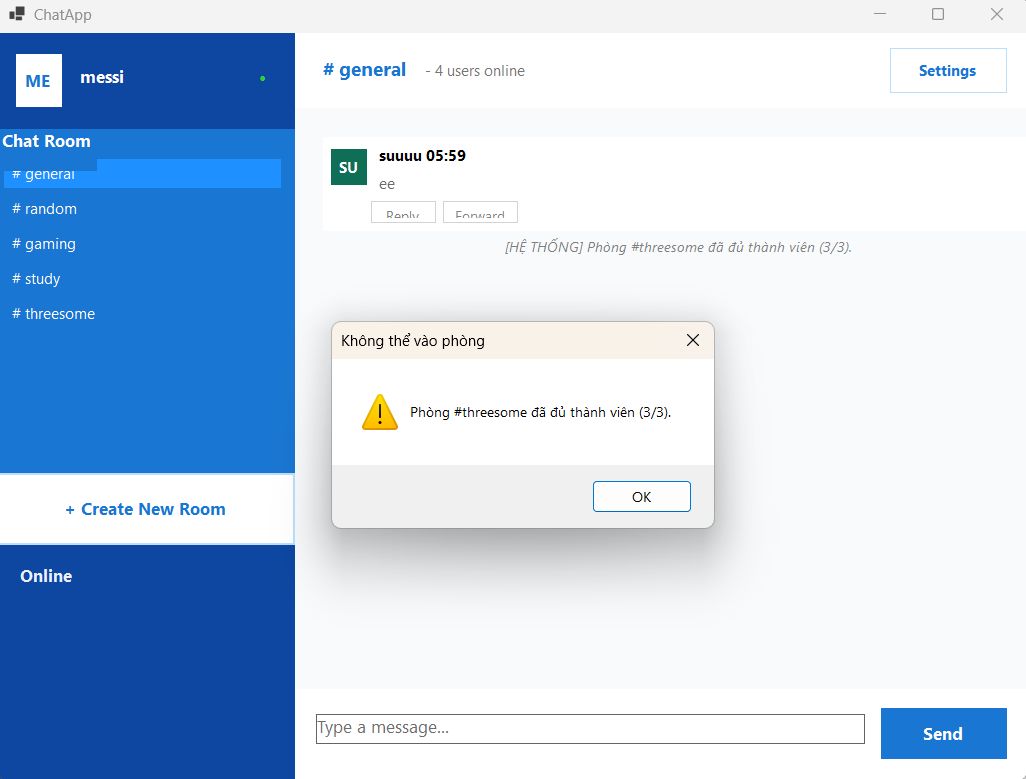 ChatApp
ME
messi
Chat Room
# general
# random
# gaming
# study
# threesome
+ Create New Room
Online
# general
- 4 users online
Settings
SU
suuuu 05:59
ee
Reply
Forward
[HỆ THỐNG] Phòng #threesome đã đủ thành viên (3/3).
Không thể vào phòng
Phòng #threesome đã đủ thành viên (3/3).
OK
Type a message...
Send